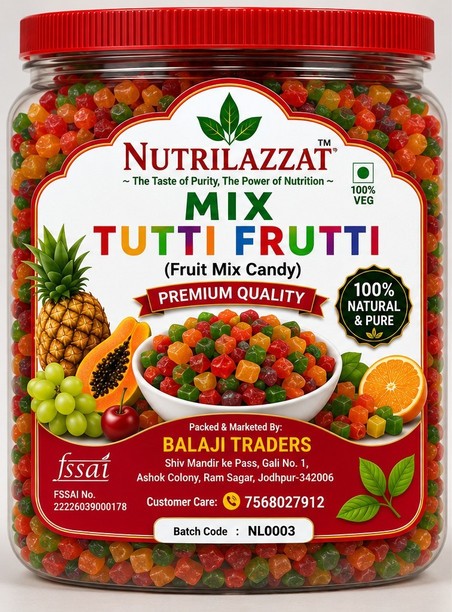 NUTRILAZZAT™
~ The Taste of Purity, The Power of Nutrition ~
100%
VEG
MIX
TUTTI FRUTTI
(Fruit Mix Candy)
PREMIUM QUALITY
100%
NATURAL
& PURE
Packed & Marketed By:
BALAJI TRADERS
Shiv Mandir ke Pass, Gali No. 1,
Ashok Colony, Ram Sagar, Jodhpur-342006
fssai
FSSAI No.
22226039000178
Customer Care: 7568027912
Batch Code : NL0003